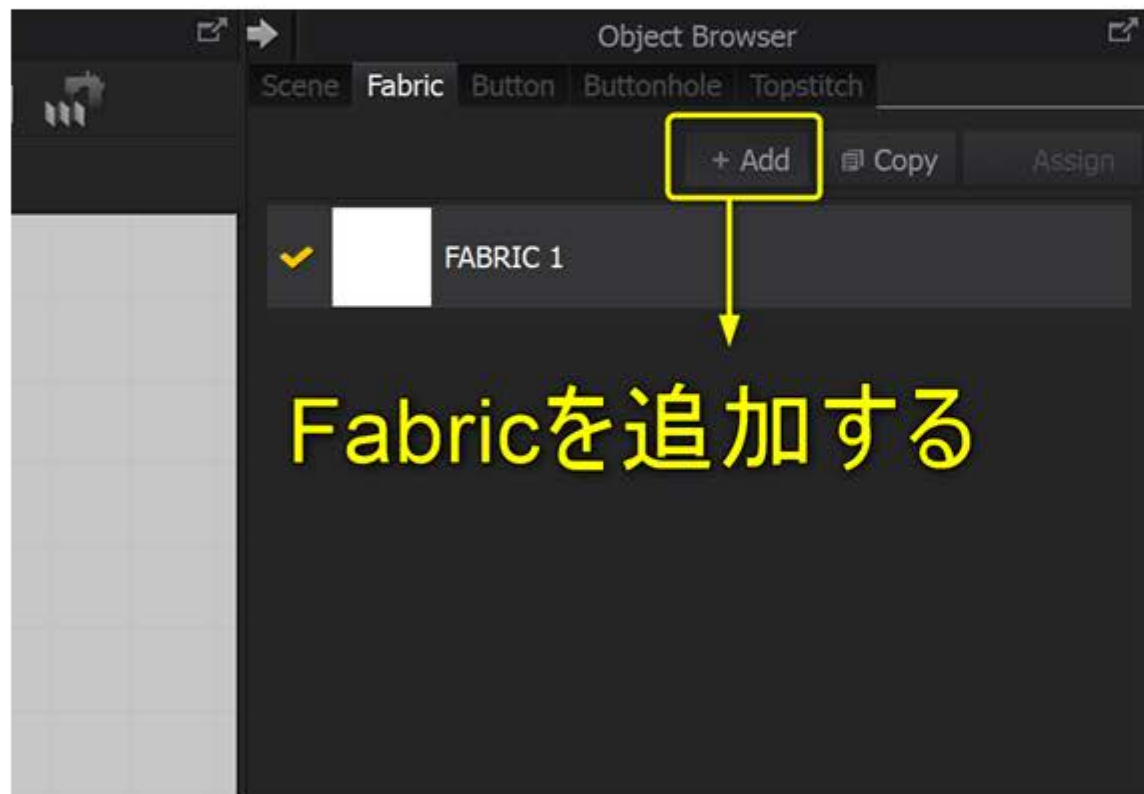 Object Browser
Scene Fabric Button Buttonhole Topstitch
+ Add Copy Assign
FABRIC 1
Fabricを追加する